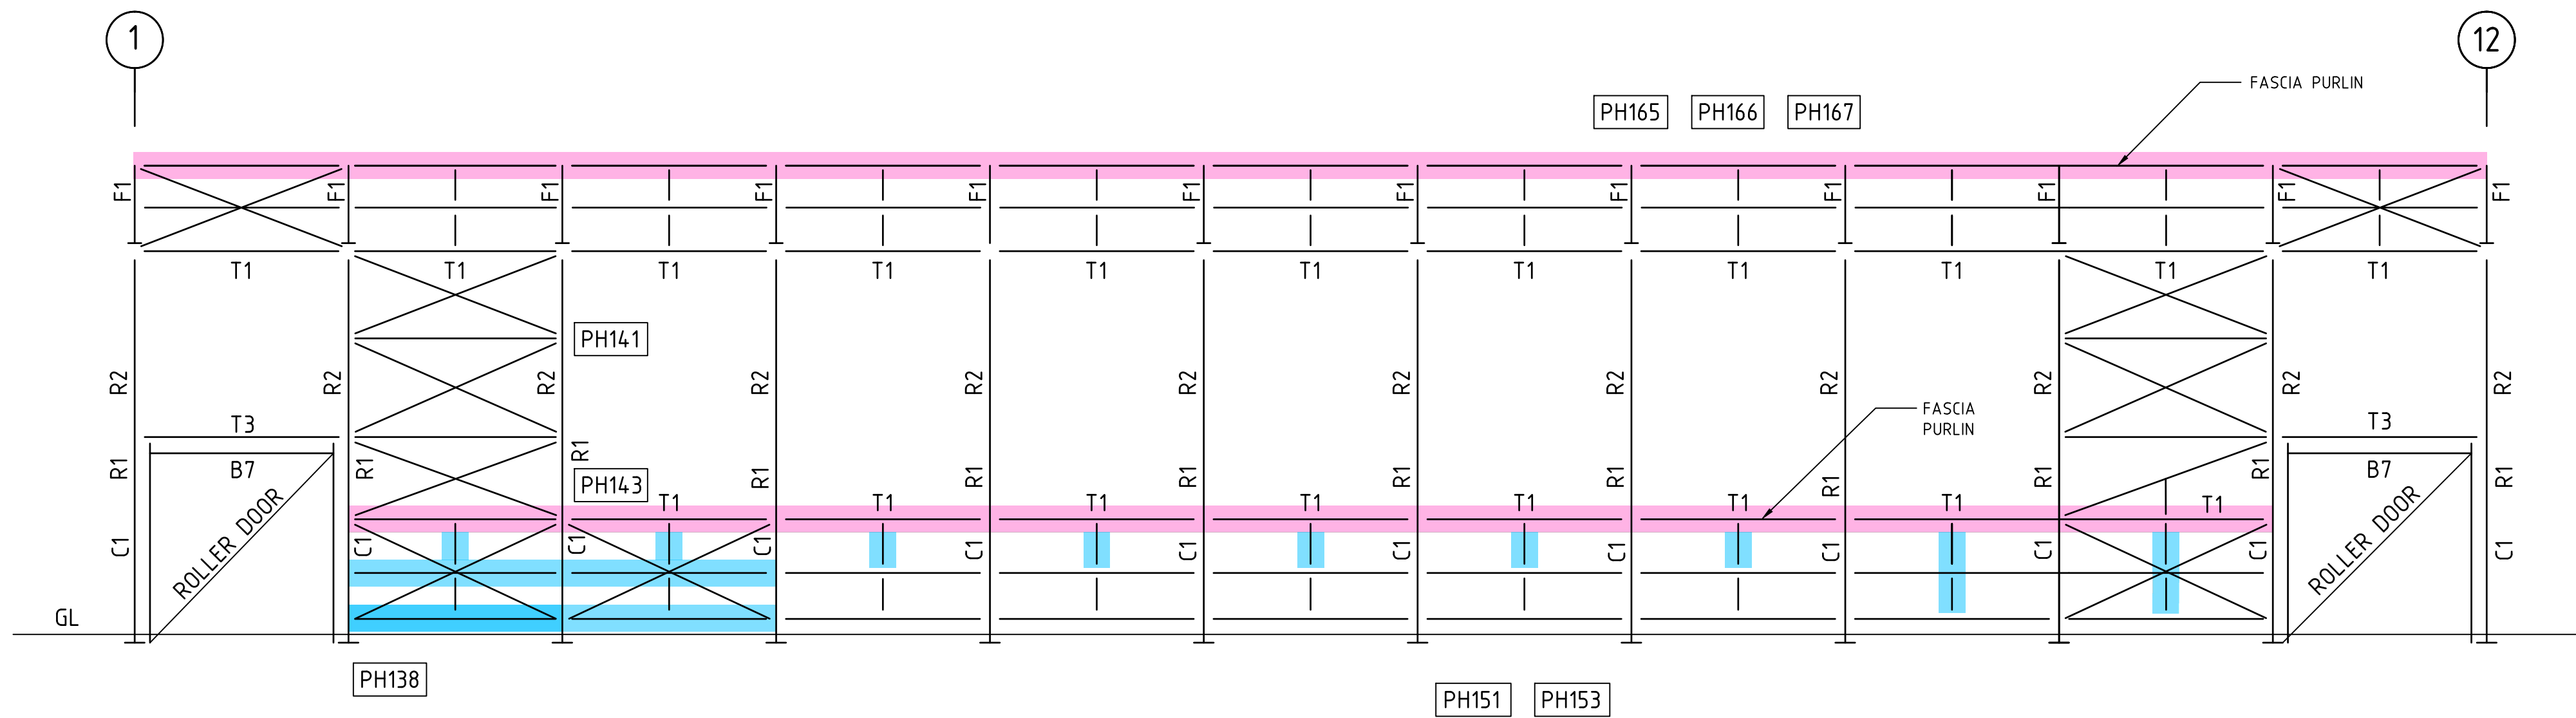 1
12
FASCIA PURLIN
PH165 PH166 PH167
F1 F1 F1 F1 F1 F1 F1 F1 F1 F1 F1 F1
T1 T1 T1 T1 T1 T1 T1 T1 T1 T1 T1
PH141
R2 R2 R2 R2 R2 R2 R2 R2 R2 R2 R2 R2
FASCIA
PURLIN
T3 T3
R1 B7 R1 R1 R1 R1 R1 R1 R1 R1 R1 R1 B7 R1
PH143
T1 T1 T1 T1 T1 T1 T1 T1
ROLLER DOOR
ROLLER DOOR
C1 C1 C1 C1 C1 C1 C1 C1 C1 C1 C1 C1
GL
PH138
PH151 PH153